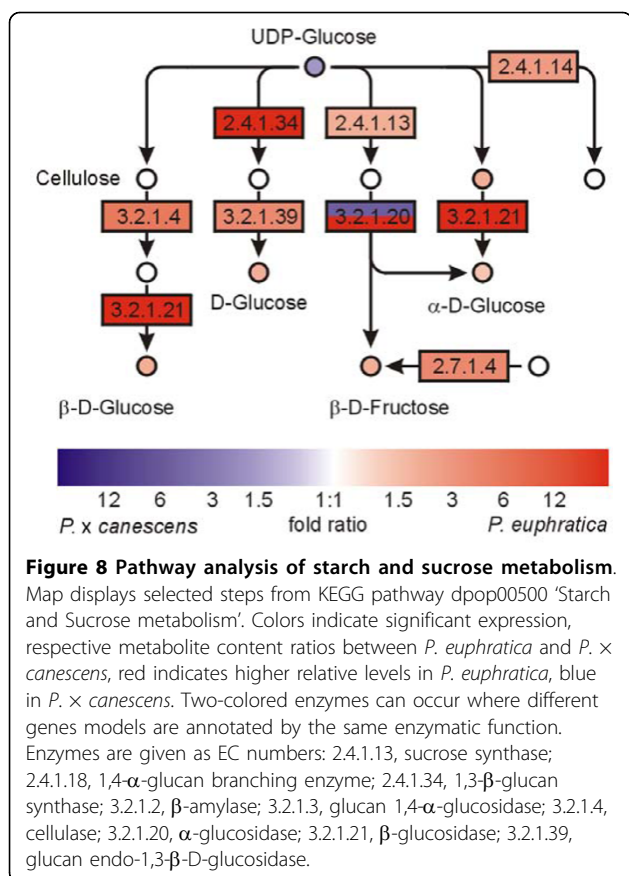 UDP-Glucose
2.4.1.14
2.4.1.34 2.4.1.13
Cellulose
3.2.1.4 3.2.1.39 3.2.1.20 3.2.1.21
D-Glucose α-D-Glucose
3.2.1.21
2.7.1.4
β-D-Glucose β-D-Fructose
12 6 3 1.5 1:1 1.5 3 6 12
P. x canescens fold ratio P. euphratica
Figure 8 Pathway analysis of starch and sucrose metabolism.
Map displays selected steps from KEGG pathway dpop00500 ‘Starch
and Sucrose metabolism’. Colors indicate significant expression,
respective metabolite content ratios between P. euphratica and P. ×
canescens, red indicates higher relative levels in P. euphratica, blue
in P. × canescens. Two-colored enzymes can occur where different
genes models are annotated by the same enzymatic function.
Enzymes are given as EC numbers: 2.4.1.13, sucrose synthase;
2.4.1.18, 1,4-α-glucan branching enzyme; 2.4.1.34, 1,3-β-glucan
synthase; 3.2.1.2, β-amylase; 3.2.1.3, glucan 1,4-α-glucosidase; 3.2.1.4,
cellulase; 3.2.1.20, α-glucosidase; 3.2.1.21, β-glucosidase; 3.2.1.39,
glucan endo-1,3-β-D-glucosidase.